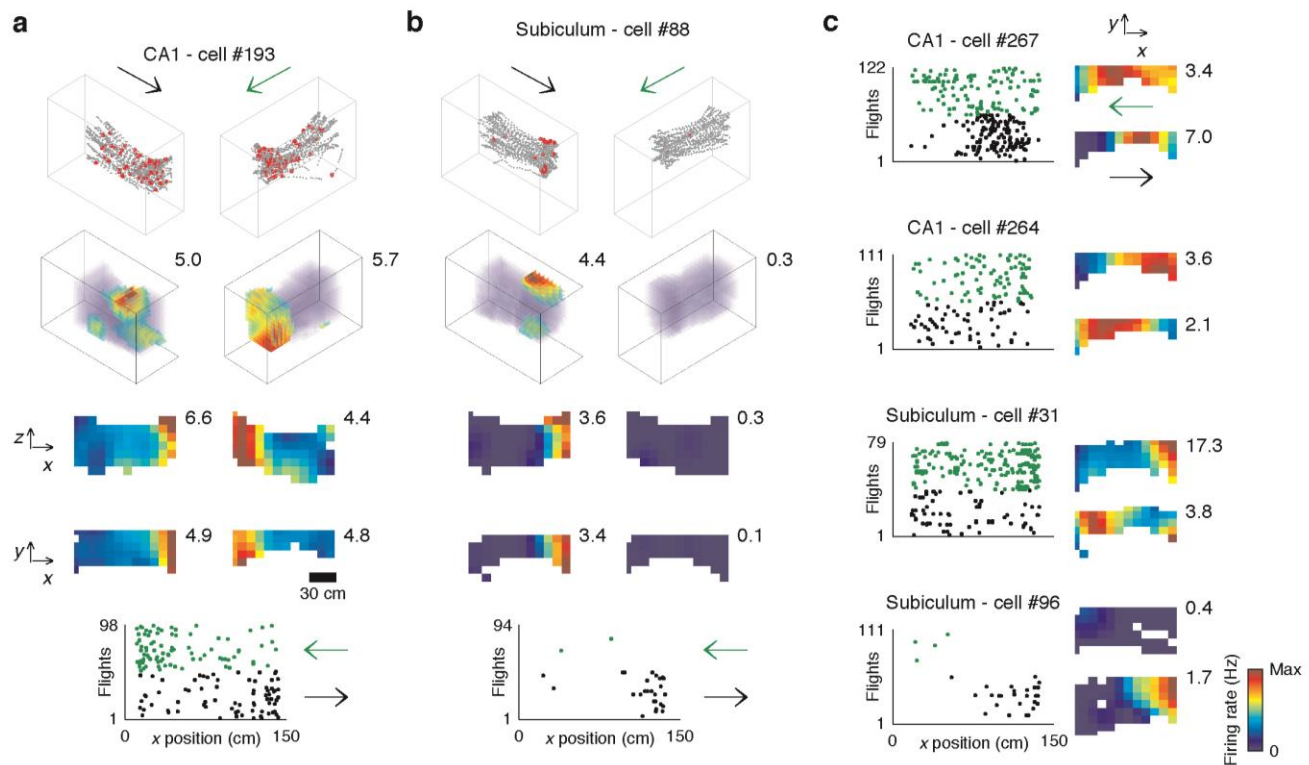 a
CA1 - cell #193
5.0
5.7
z
x
6.6
4.4
y
x
4.9
4.8
30 cm
Flights
98
1
0
150
x position (cm)
b
Subiculum - cell #88
4.4
0.3
3.6
0.3
3.4
0.1
Flights
94
1
0
150
x position (cm)
c
CA1 - cell #267
y
x
Flights
122
1
3.4
7.0
CA1 - cell #264
Flights
111
1
3.6
2.1
Subiculum - cell #31
Flights
79
1
17.3
3.8
Subiculum - cell #96
Flights
111
1
0.4
1.7
0
150
x position (cm)
Firing rate (Hz)
Max
0